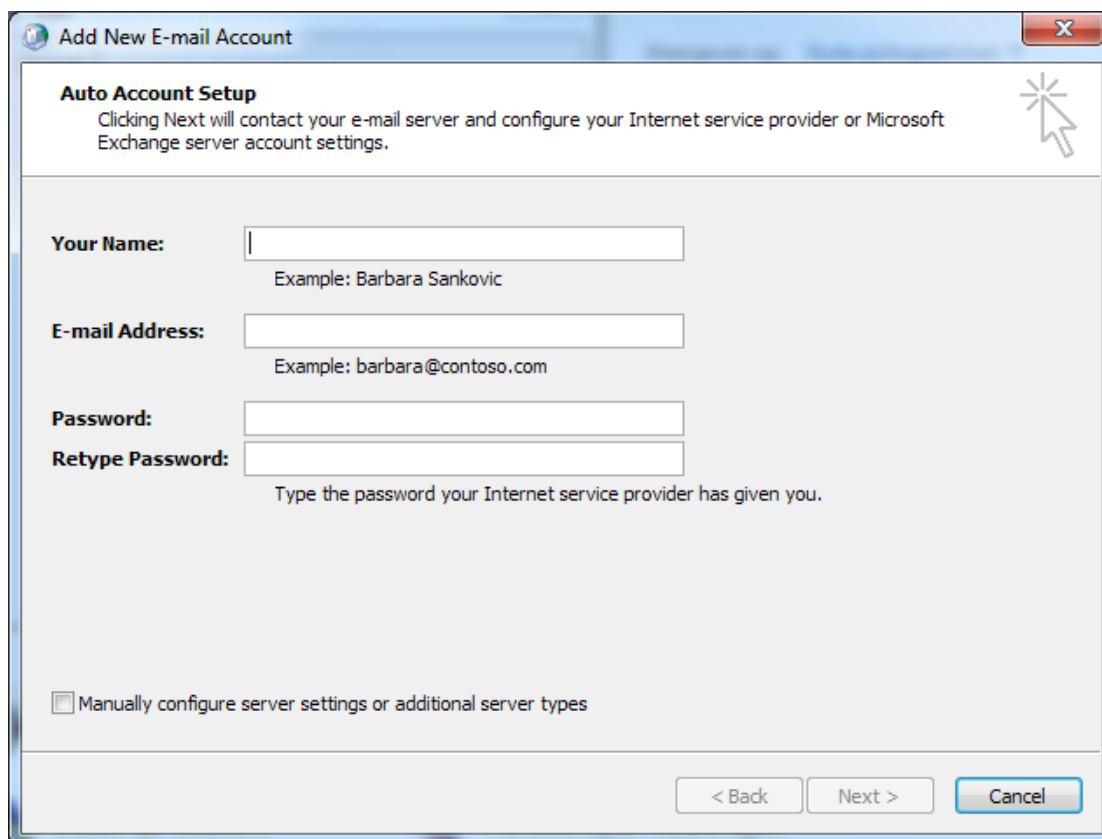 Add New E-mail Account
Auto Account Setup
Clicking Next will contact your e-mail server and configure your Internet service provider or Microsoft
Exchange server account settings.
Your Name:
Example: Barbara Sankovic
E-mail Address:
Example: barbara@contoso.com
Password:
Retype Password:
Type the password your Internet service provider has given you.
Manually configure server settings or additional server types
< Back Next > Cancel